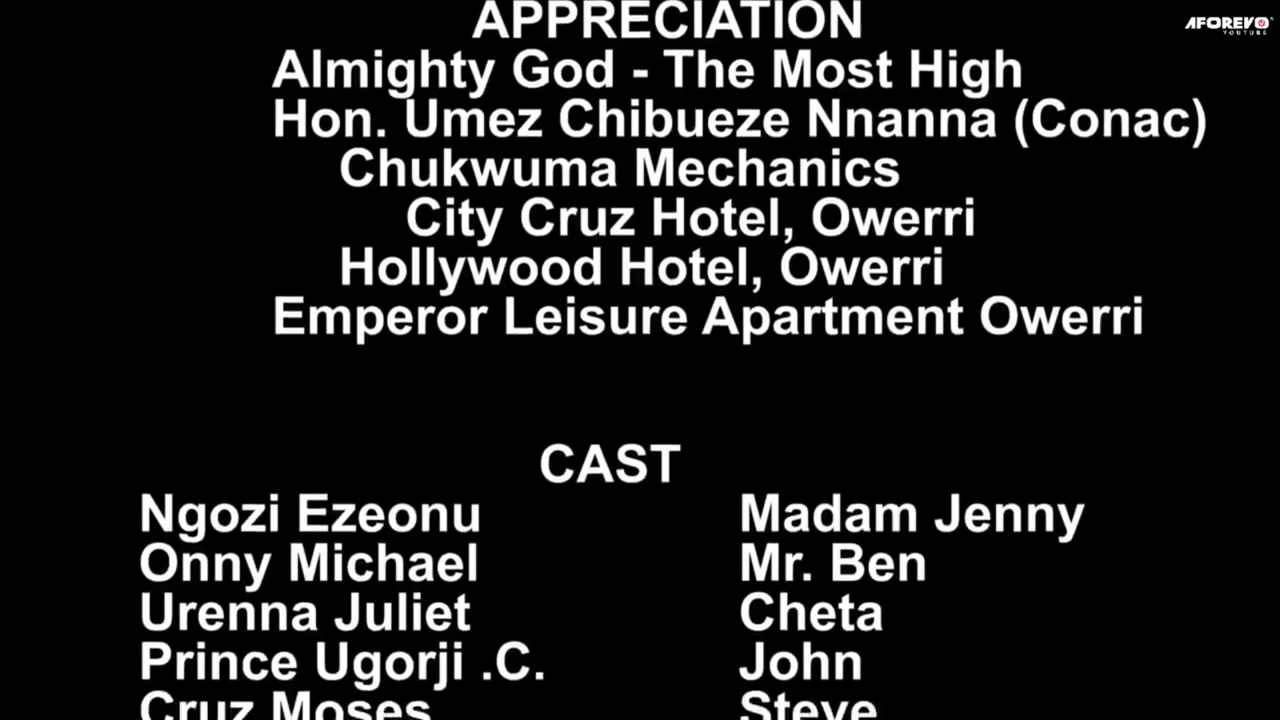 APPRECIATION
AFOREVO
YOUTUBE
Almighty God - The Most High
Hon. Umez Chibueze Nnanna (Conac)
Chukwuma Mechanics
City Cruz Hotel, Owerri
Hollywood Hotel, Owerri
Emperor Leisure Apartment Owerri
CAST
Ngozi Ezeonu Madam Jenny
Onny Michael Mr. Ben
Urenna Juliet Cheta
Prince Ugorji .C. John
Cruz Moses Steve